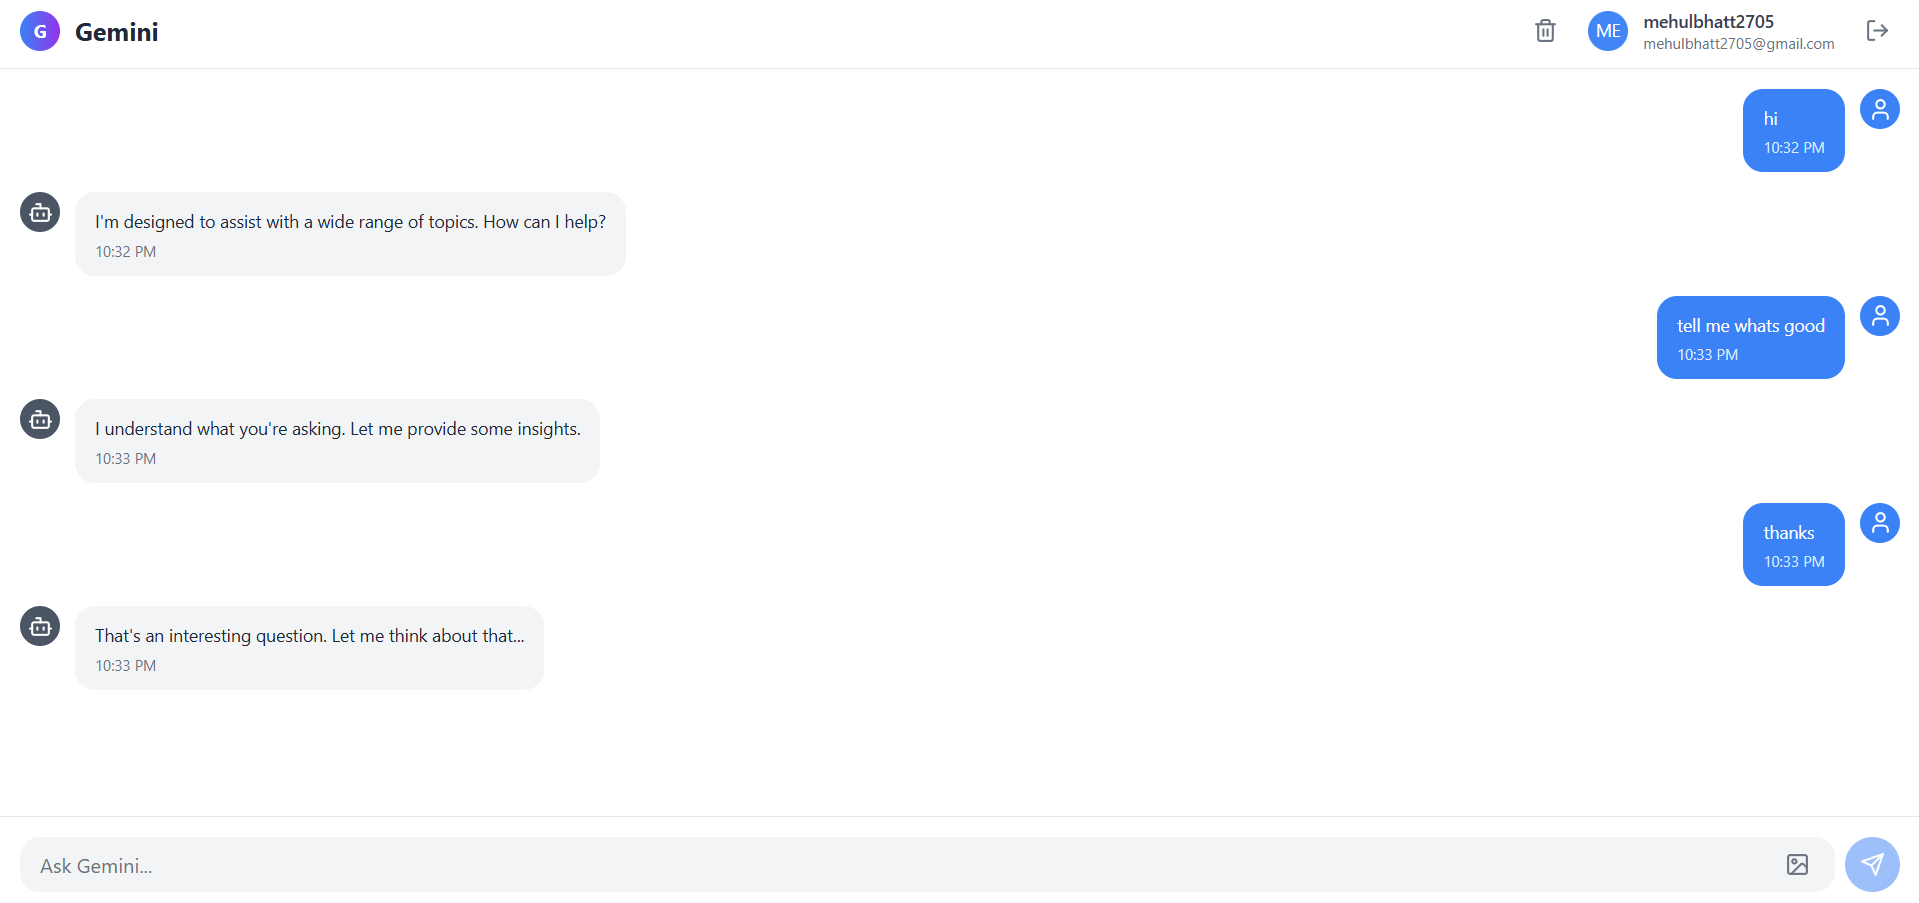 G Gemini
ME mehulbhatt2705
mehulbhatt2705@gmail.com
hi
10:32 PM
I'm designed to assist with a wide range of topics. How can I help?
10:32 PM
tell me whats good
10:33 PM
I understand what you're asking. Let me provide some insights.
10:33 PM
thanks
10:33 PM
That's an interesting question. Let me think about that...
10:33 PM
Ask Gemini...